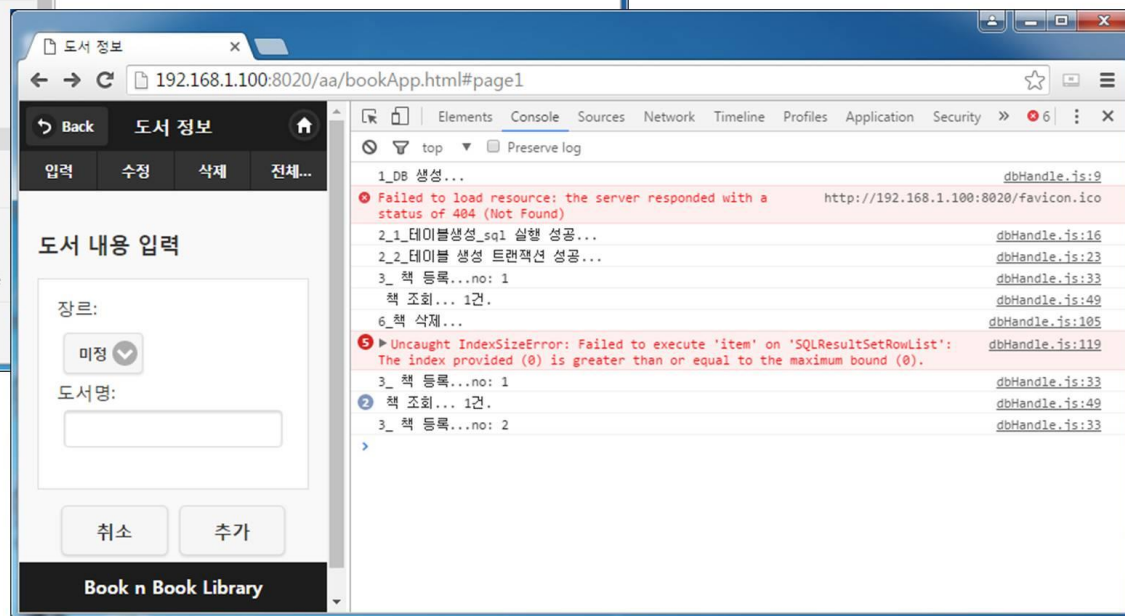 도서 정보
192.168.1.100:8020/aa/bookApp.html#page1
Back 도서 정보
입력 수정 삭제 전체...
도서 내용 입력
장르:
미정
도서명:
취소 추가
Book n Book Library
Elements Console Sources Network Timeline Profiles Application Security » 6
top Preserve log
1_DB 생성... dbHandle.js:9
Failed to load resource: the server responded with a http://192.168.1.100:8020/favicon.ico
status of 404 (Not Found)
2_1_테이블생성_sql 실행 성공... dbHandle.js:16
2_2_테이블 생성 트랜잭션 성공... dbHandle.js:23
3_ 책 등록...no: 1 dbHandle.js:33
책 조회... 1건. dbHandle.js:49
6_책 삭제... dbHandle.js:105
5 Uncaught IndexSizeError: Failed to execute 'item' on 'SQLResultSetRowList': dbHandle.js:119
The index provided (0) is greater than or equal to the maximum bound (0).
3_ 책 등록...no: 1 dbHandle.js:33
2 책 조회... 1건. dbHandle.js:49
3_ 책 등록...no: 2 dbHandle.js:33